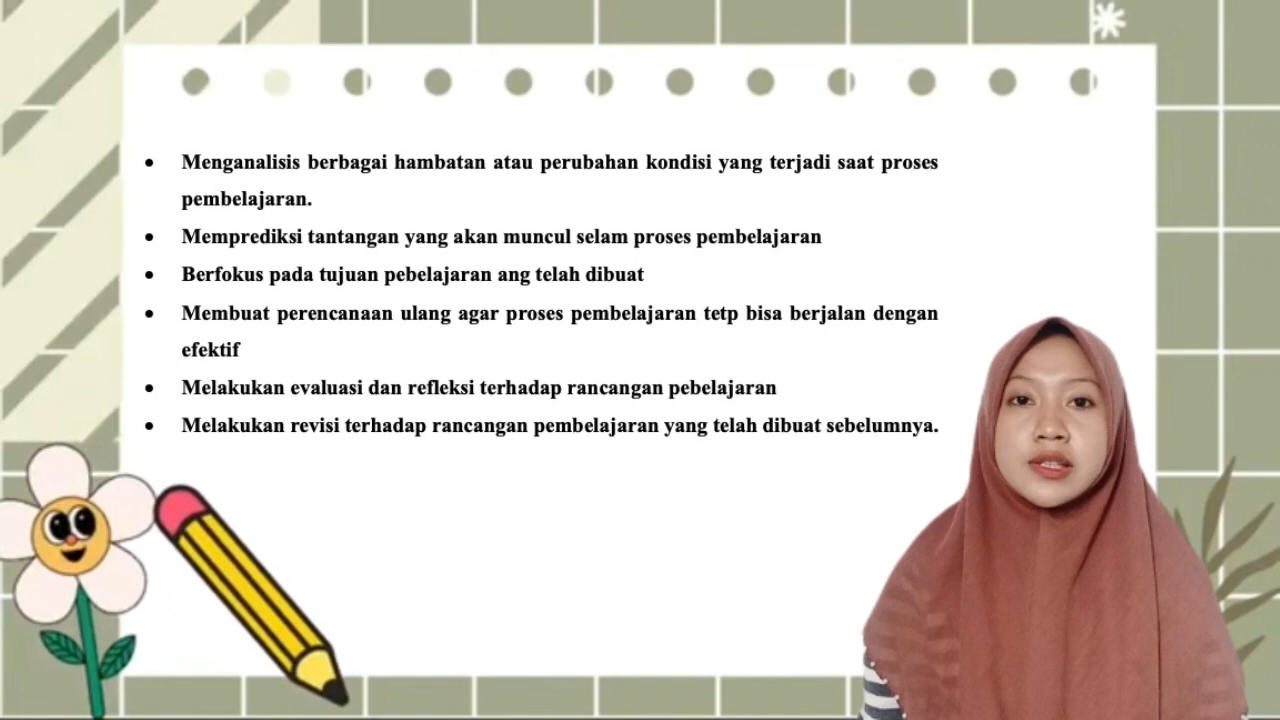 • Menganalisis berbagai hambatan atau perubahan kondisi yang terjadi saat proses
pembelajaran.
• Memprediksi tantangan yang akan muncul selam proses pembelajaran
• Berfokus pada tujuan pebelajaran ang telah dibuat
• Membuat perencanaan ulang agar proses pembelajaran tetp bisa berjalan dengan
efektif
• Melakukan evaluasi dan refleksi terhadap rancangan pebelajaran
• Melakukan revisi terhadap rancangan pembelajaran yang telah dibuat sebelumnya.